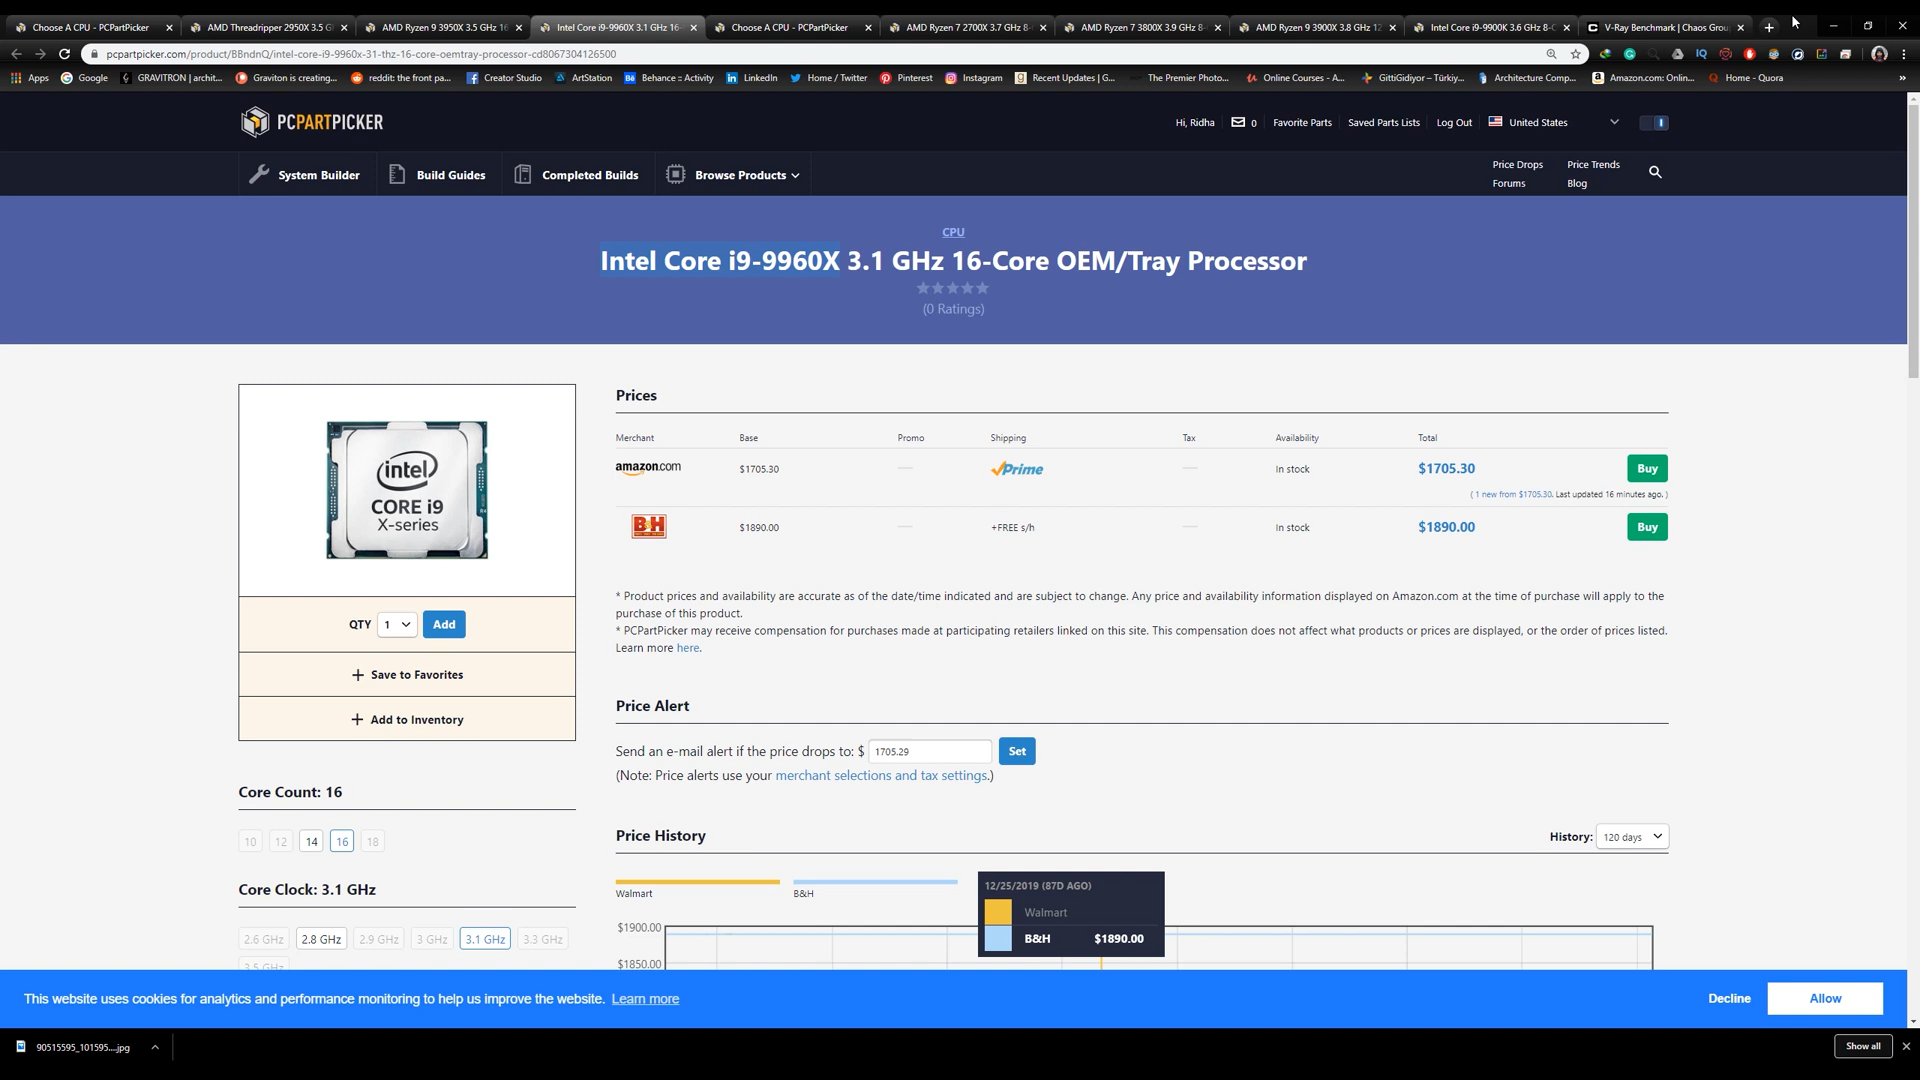 Choose A CPU - PCPartPicker
AMD Threadripper 2950X 3.5 G
AMD Ryzen 9 3950X 3.5 GHz 16
Intel Core i9-9960X 3.1 GHz 16-
Choose A CPU - PCPartPicker
AMD Ryzen 7 2700X 3.7 GHz 8-
AMD Ryzen 7 3800X 3.9 GHz 8-
AMD Ryzen 9 3900X 3.8 GHz 12
Intel Core i9-9900K 3.6 GHz 8-C
V-Ray Benchmark | Chaos Grou
pcpartpicker.com/product/BBndnQ/intel-core-i9-9960x-31-thz-16-core-oemtray-processor-cd8067304126500
Apps
Google
GRAVITRON | archit...
Graviton is creating...
reddit: the front pa...
Creator Studio
ArtStation
Behance :: Activity
LinkedIn
Home / Twitter
Pinterest
Instagram
Recent Updates | G...
The Premier Photo...
Online Courses - A...
GittiGidiyor - Türkiy...
Architecture Comp...
Amazon.com: Onlin...
Home - Quora
PCPARTPICKER
Hi, Ridha
0
Favorite Parts
Saved Parts Lists
Log Out
United States
System Builder
Build Guides
Completed Builds
Browse Products
Price Drops
Price Trends
Forums
Blog
CPU
Intel Core i9-9960X 3.1 GHz 16-Core OEM/Tray Processor
(0 Ratings)
intel
CORE i9
X-series
QTY 1 Add
+ Save to Favorites
+ Add to Inventory
Core Count: 16
10 12 14 16 18
Core Clock: 3.1 GHz
2.6 GHz 2.8 GHz 2.9 GHz 3 GHz 3.1 GHz 3.3 GHz
3.5 GHz
Prices
Merchant Base Promo Shipping Tax Availability Total
amazon.com $1705.30 — Prime — In stock $1705.30 Buy
( 1 new from $1705.30. Last updated 16 minutes ago. )
B&H $1890.00 — +FREE s/h — In stock $1890.00 Buy
* Product prices and availability are accurate as of the date/time indicated and are subject to change. Any price and availability information displayed on Amazon.com at the time of purchase will apply to the
purchase of this product.
* PCPartPicker may receive compensation for purchases made at participating retailers linked on this site. This compensation does not affect what products or prices are displayed, or the order of prices listed.
Learn more here.
Price Alert
Send an e-mail alert if the price drops to: $ 1705.29 Set
(Note: Price alerts use your merchant selections and tax settings.)
Price History
History: 120 days
Walmart
B&H
12/25/2019 (87D AGO)
Walmart
B&H $1890.00
$1900.00
$1850.00
This website uses cookies for analytics and performance monitoring to help us improve the website. Learn more
Decline
Allow
90515595_101595....jpg
Show all